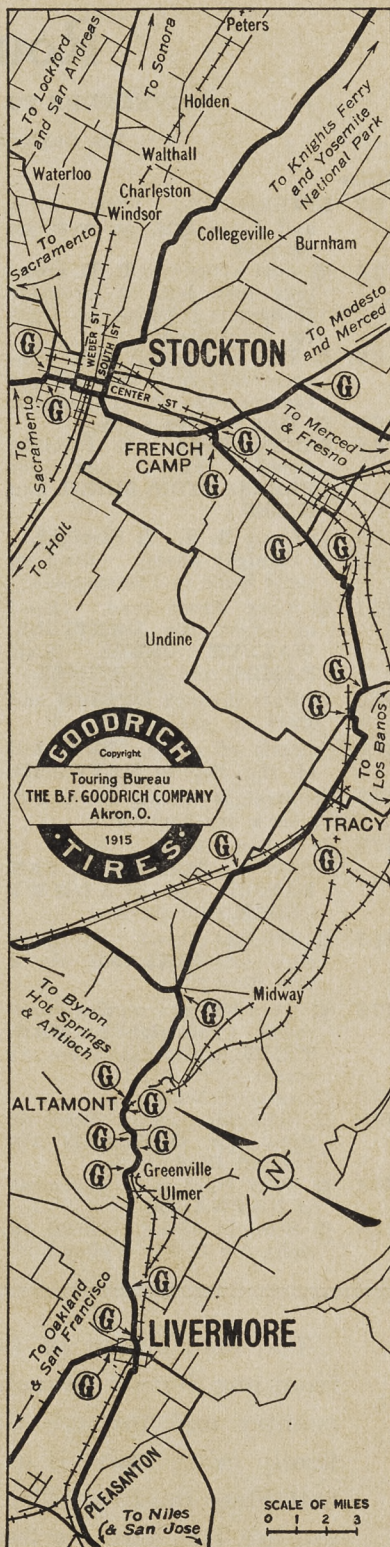 Peters
To Lockford
and San Andreas
To Sonora
Holden
To Knights Ferry
and Yosemite
National Park
Walthall
Waterloo
Charleston
Windsor
To
Sacramento
Collegeville
Burnham
To Modesto
and Merced
G
WEBER ST
SOUTH ST
STOCKTON
G
G
CENTER ST
To
Sacramento
To Merced
& Fresno
G
FRENCH
CAMP
G
To Holt
G
G
Undine
G
G
To
Los Banos
GOODRICH
Copyright
Touring Bureau
THE B.F. GOODRICH COMPANY
Akron, O.
1915
TIRES
TRACY
G
G
To Byron
Hot Springs
& Antioch
Midway
G
G
ALTAMONT
G
G
G
G
Greenville
Ulmer
N
G
To Oakland
& San Francisco
G
LIVERMORE
G
PLEASANTON
To Niles
& San Jose
SCALE OF MILES
0 1 2 3